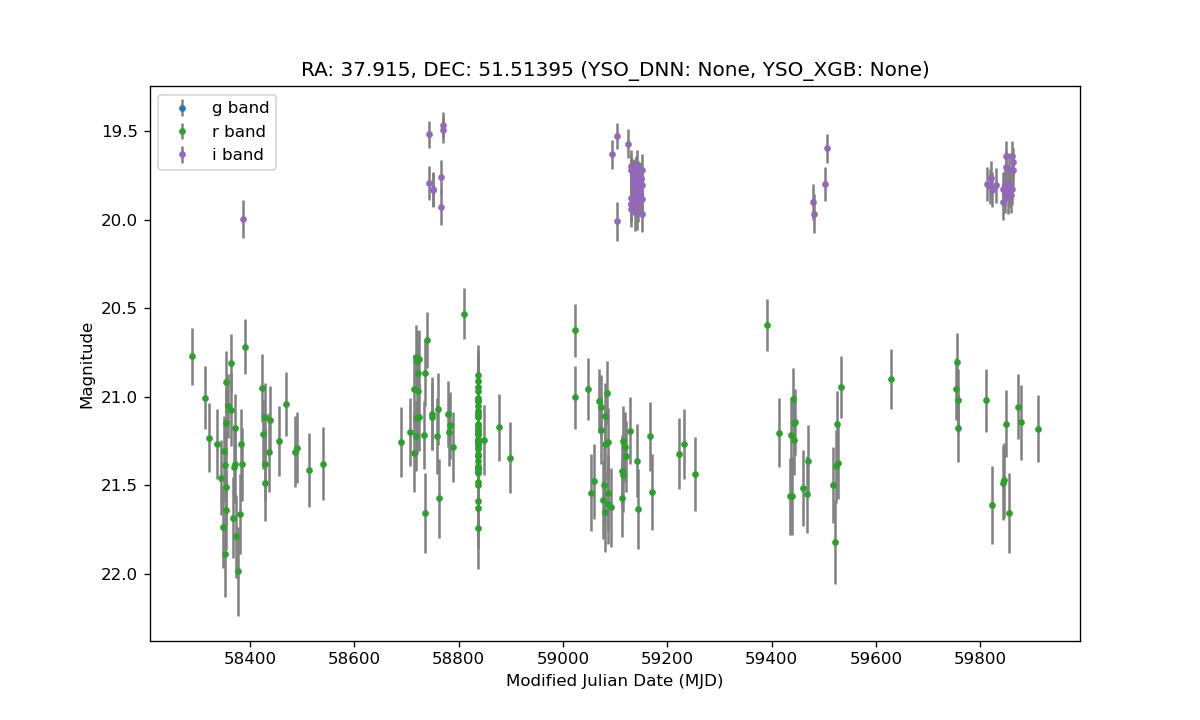 RA: 37.915, DEC: 51.51395 (YSO_DNN: None, YSO_XGB: None)
g band
r band
i band
19.5
20.0
20.5
21.0
21.5
22.0
Magnitude
58400
58600
58800
59000
59200
59400
59600
59800
Modified Julian Date (MJD)